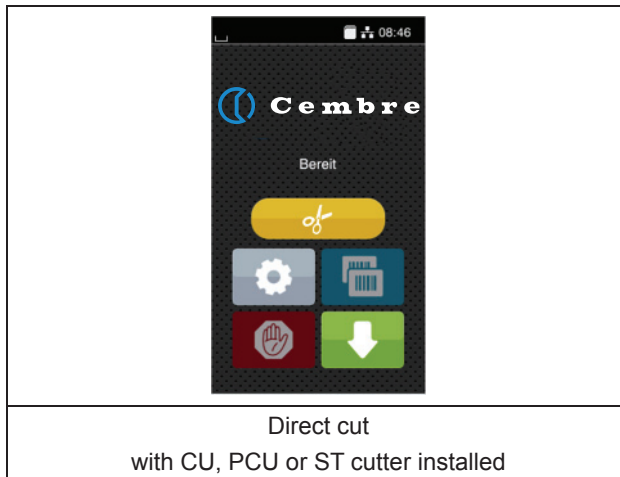 08:46
Cembre
Bereit
Direct cut
with CU, PCU or ST cutter installed